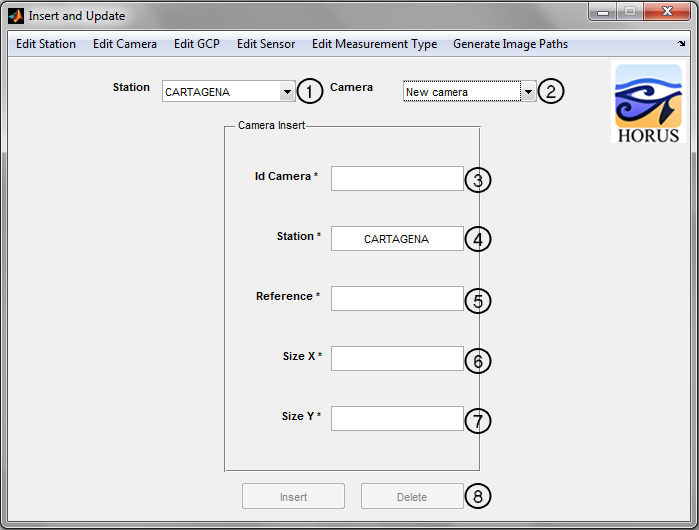 Insert and Update
Edit Station Edit Camera Edit GCP Edit Sensor Edit Measurement Type Generate Image Paths
Station CARTAGENA 1 Camera New camera 2
HORUS
Camera Insert
Id Camera * 3
Station * CARTAGENA 4
Reference * 5
Size X * 6
Size Y * 7
Insert Delete 8